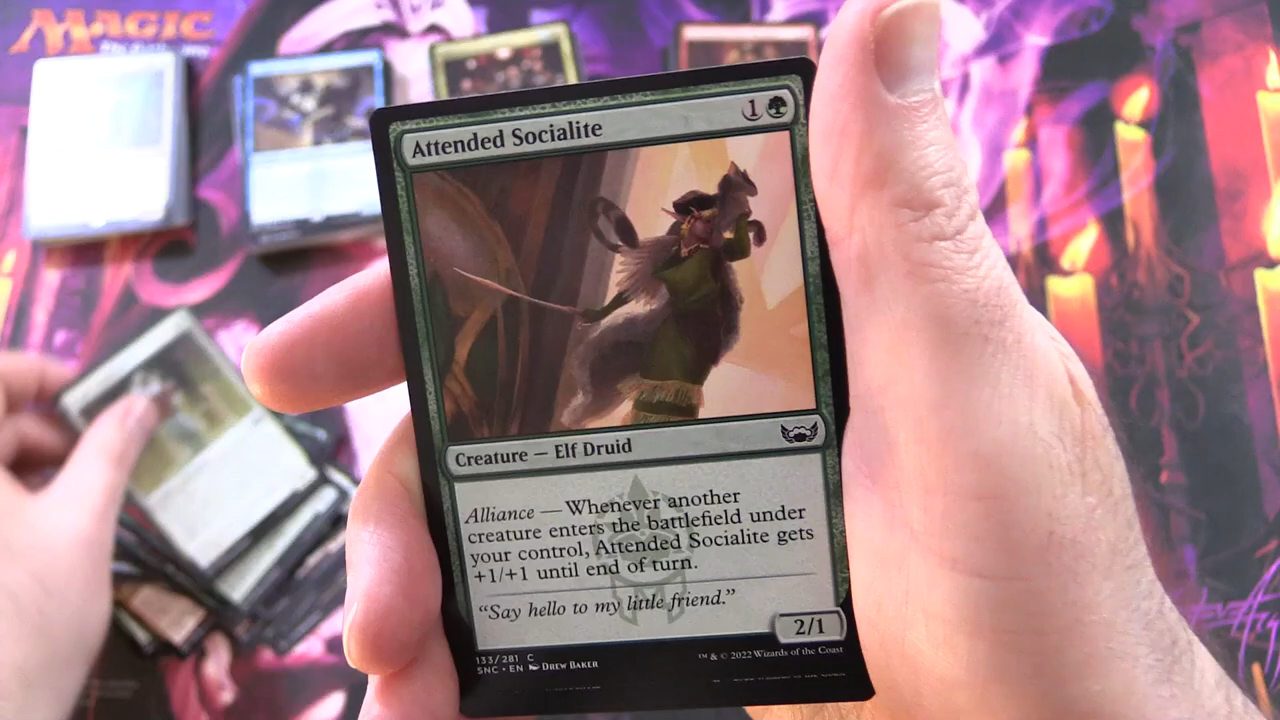 MAGIC
Attended Socialite
1
Creature — Elf Druid
Alliance — Whenever another
creature enters the battlefield under
your control, Attended Socialite gets
+1/+1 until end of turn.
“Say hello to my little friend.”
2/1
133/281 C
SNC • EN DREW BAKER
™ & © 2022 Wizards of the Coast